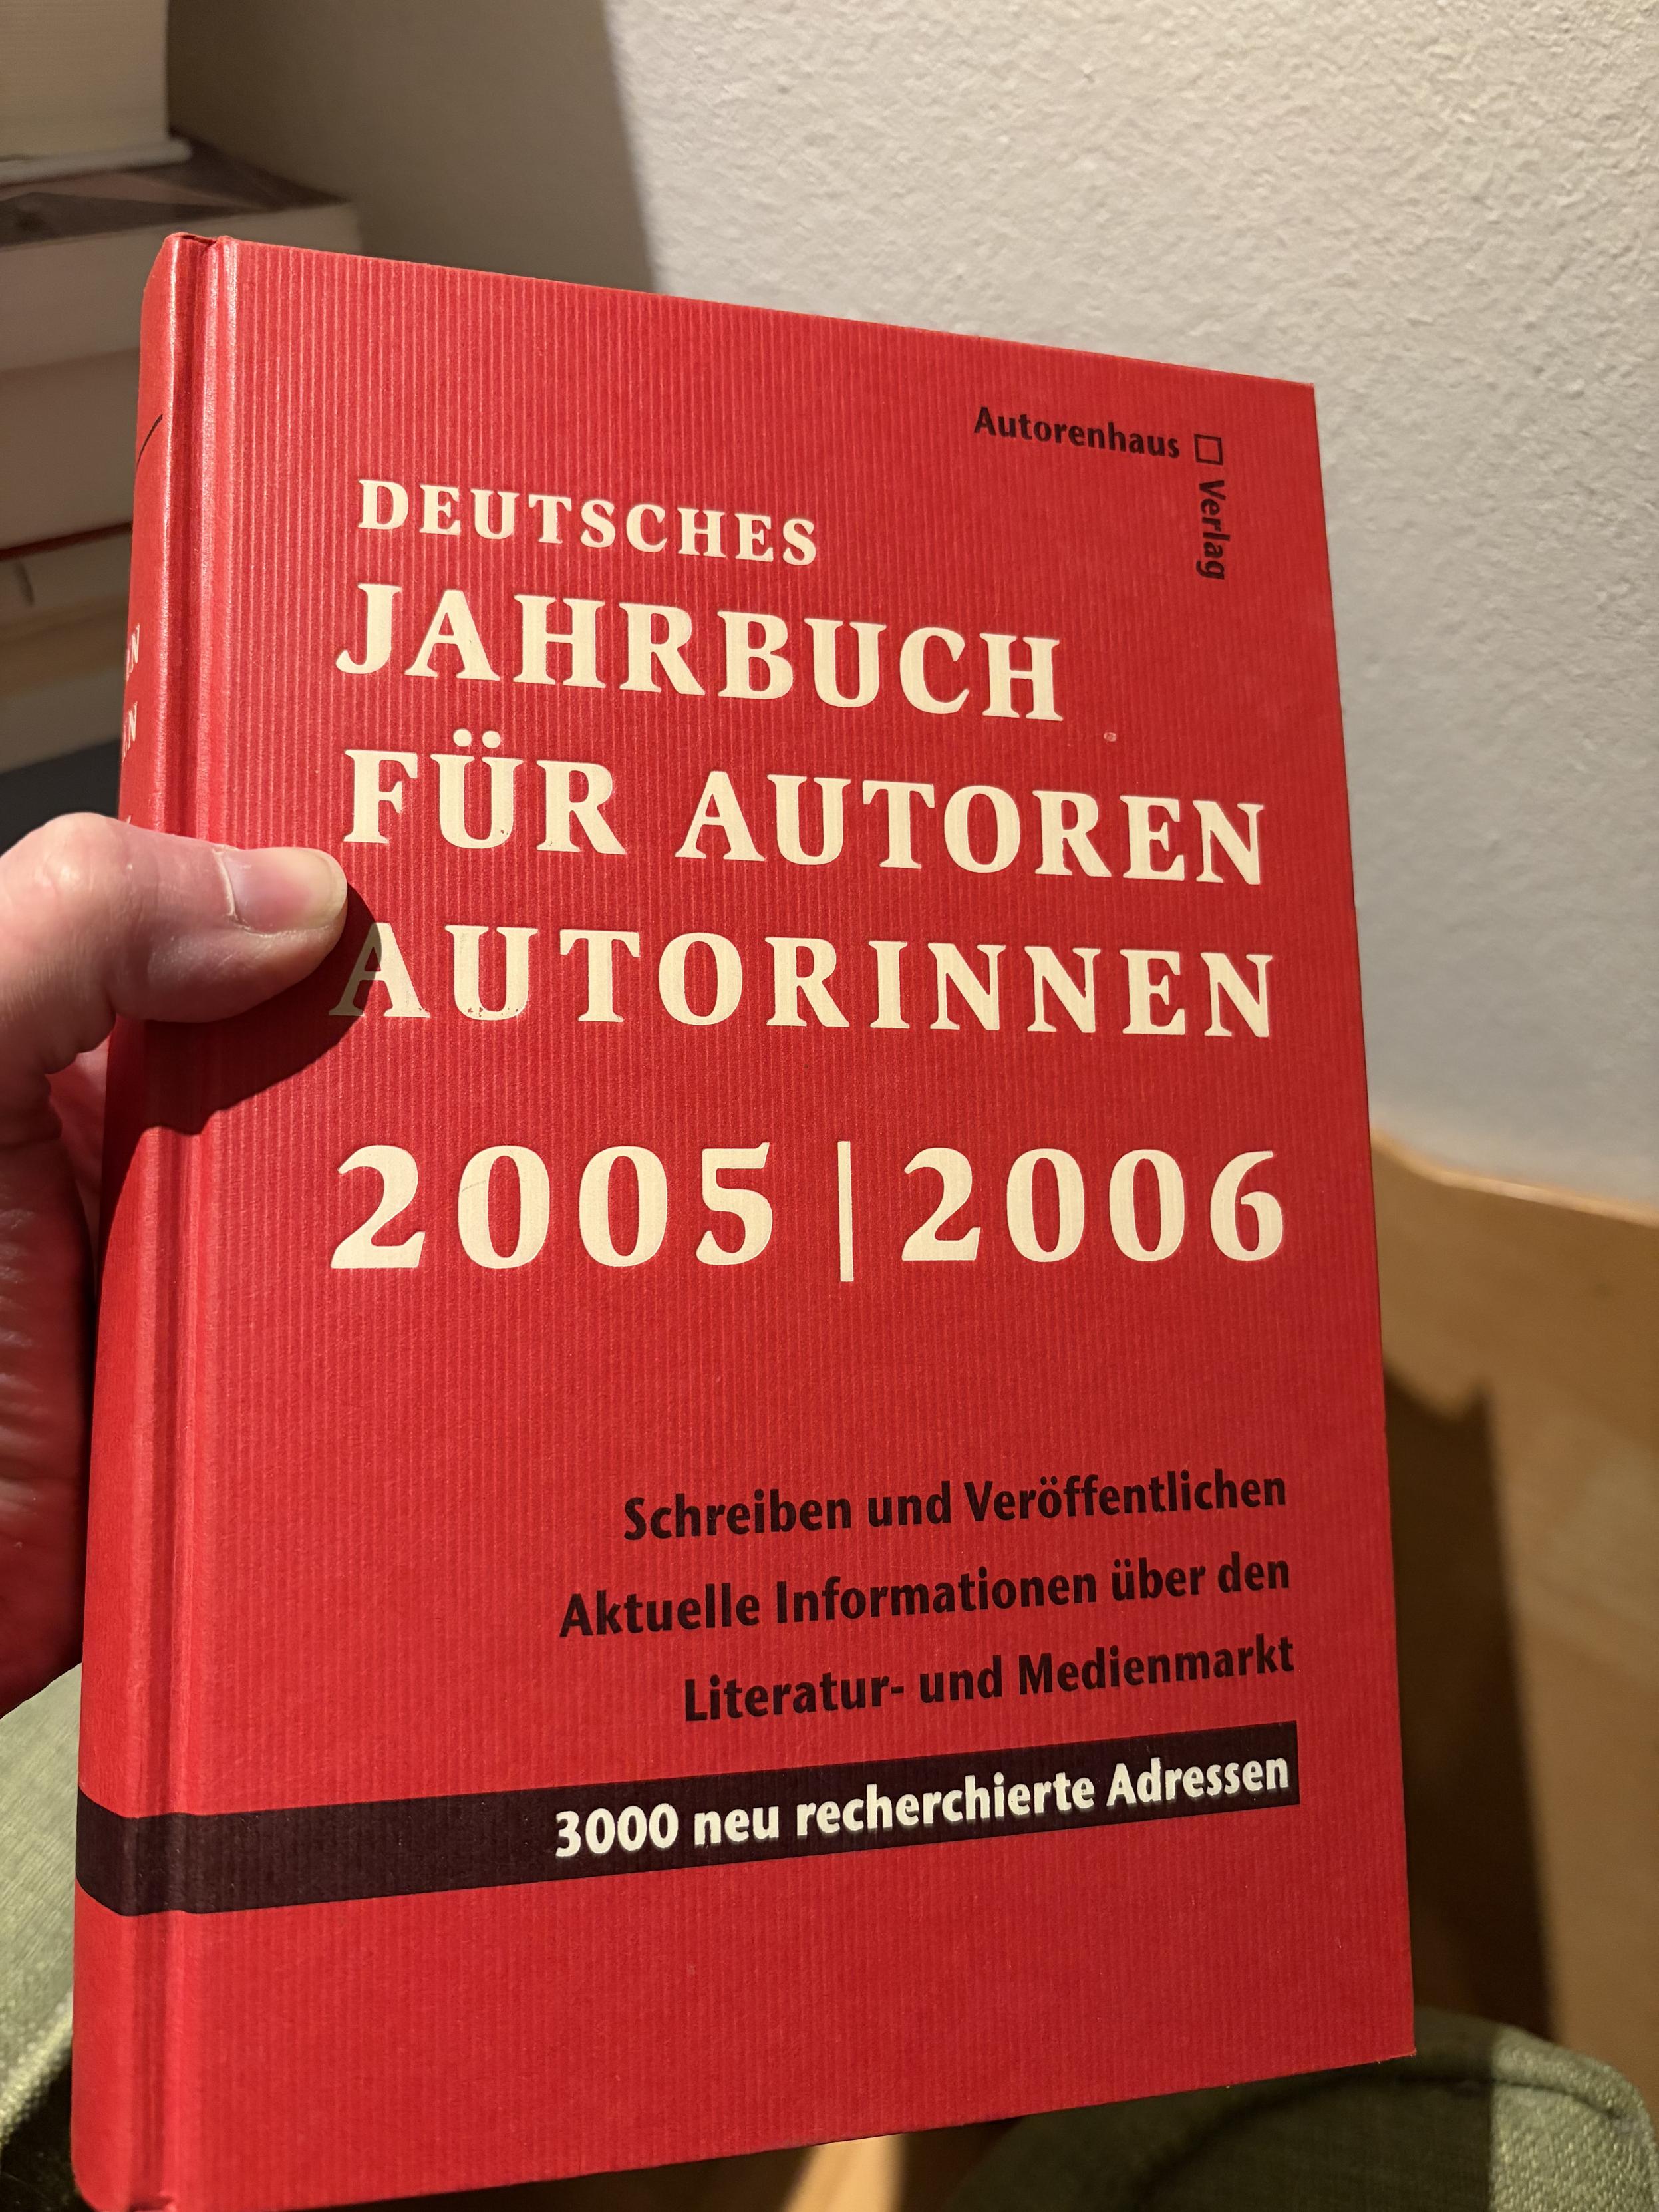 Autorenhaus
Verlag
DEUTSCHES
JAHRBUCH
FÜR AUTOREN
AUTORINNEN
2005 | 2006
Schreiben und Veröffentlichen
Aktuelle Informationen über den
Literatur- und Medienmarkt
3000 neu recherchierte Adressen